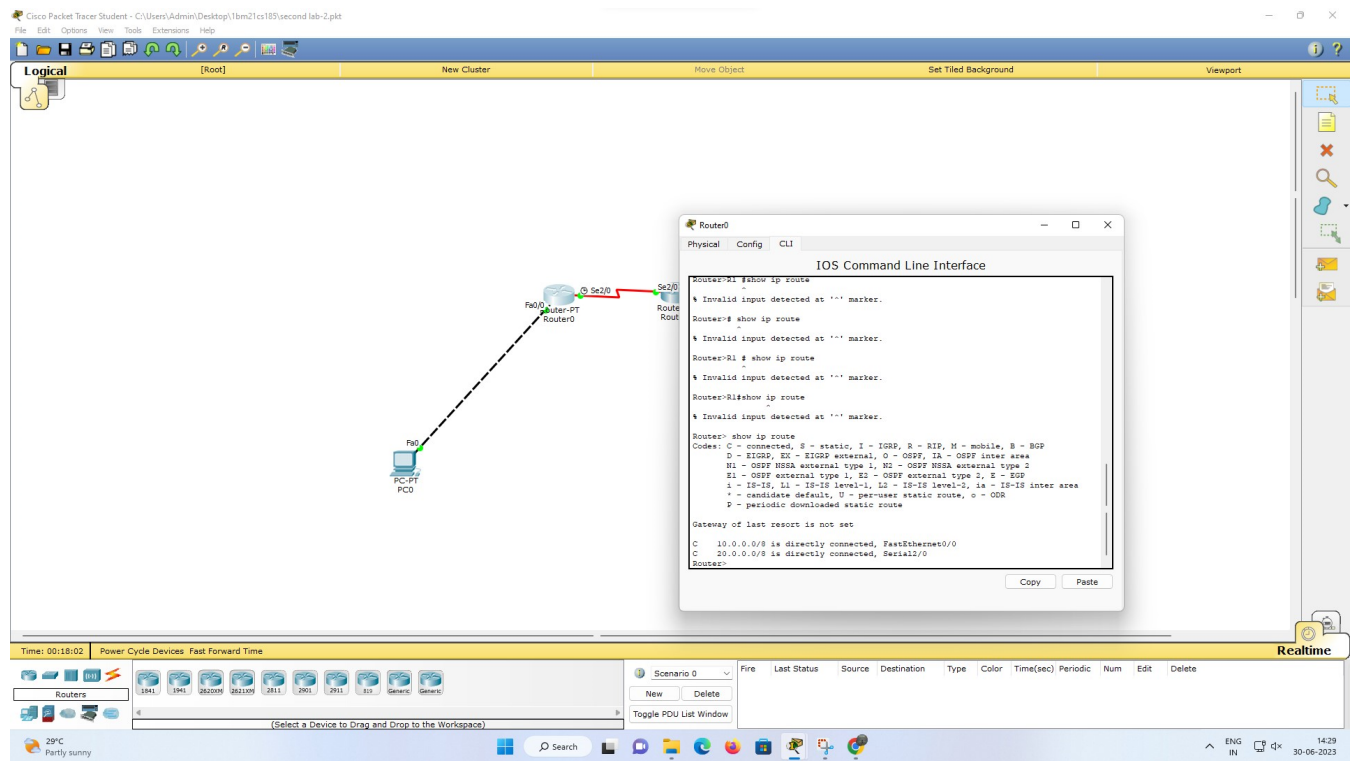 Cisco Packet Tracer Student - C:\Users\Admin\Desktop\1bm21cs185\second lab-2.pkt
File Edit Options View Tools Extensions Help
Logical [Root] New Cluster Move Object Set Tiled Background Viewport
Router0
Physical Config CLI
IOS Command Line Interface
Router>R1 #show ip route
^
% Invalid input detected at '^' marker.
Router># show ip route
^
% Invalid input detected at '^' marker.
Router>R1 # show ip route
^
% Invalid input detected at '^' marker.
Router>R1#show ip route
^
% Invalid input detected at '^' marker.
Router> show ip route
Codes: C - connected, S - static, I - IGRP, R - RIP, M - mobile, B - BGP
D - EIGRP, EX - EIGRP external, O - OSPF, IA - OSPF inter area
N1 - OSPF NSSA external type 1, N2 - OSPF NSSA external type 2
E1 - OSPF external type 1, E2 - OSPF external type 2, E - EGP
i - IS-IS, L1 - IS-IS level-1, L2 - IS-IS level-2, ia - IS-IS inter area
* - candidate default, U - per-user static route, o - ODR
P - periodic downloaded static route
Gateway of last resort is not set
C 10.0.0.0/8 is directly connected, FastEthernet0/0
C 20.0.0.0/8 is directly connected, Serial2/0
Router>
Copy Paste
Se2/0 Se2/0
Fa0/0
Router-PT
Router0
Route
Rout
Fa0
PC-PT
PC0
Time: 00:18:02 Power Cycle Devices Fast Forward Time Realtime
Routers
1841 1941 2620XM 2621XM 2811 2901 2911 819 Generic Generic
(Select a Device to Drag and Drop to the Workspace)
Scenario 0
New Delete
Toggle PDU List Window
Fire Last Status Source Destination Type Color Time(sec) Periodic Num Edit Delete
29°C
Partly sunny
Search
ENG
IN
14:29
30-06-2023